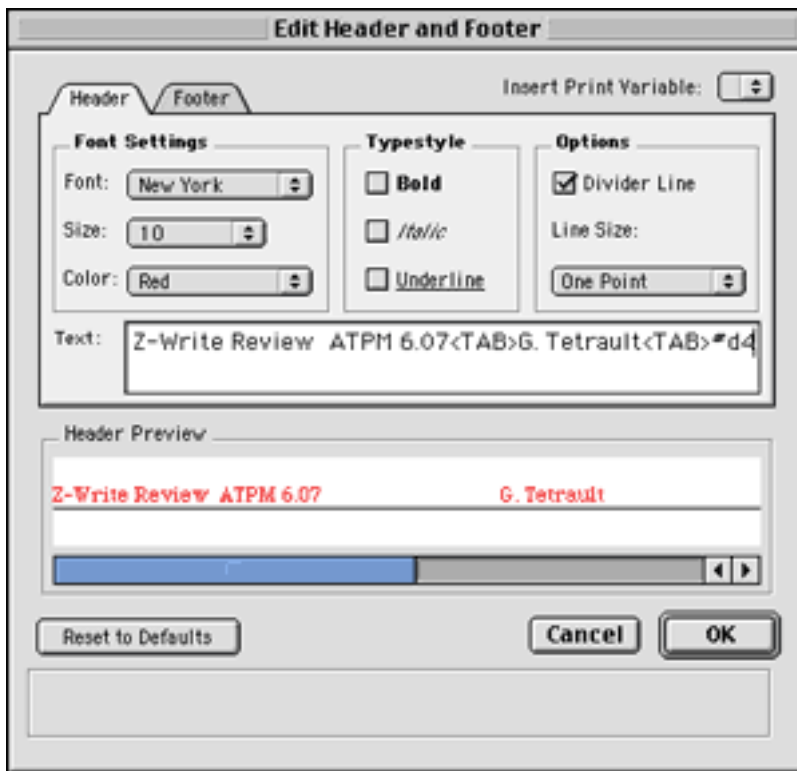 Edit Header and Footer
Header Footer Insert Print Variable:
Font Settings Typestyle Options
Font: New York Bold Divider Line
Size: 10 Italic Line Size:
Color: Red Underline One Point
Text: Z-Write Review ATPM 6.07<TAB>G. Tetrault<TAB>#d4
Header Preview
Z-Write Review ATPM 6.07 G. Tetrault
Reset to Defaults Cancel OK